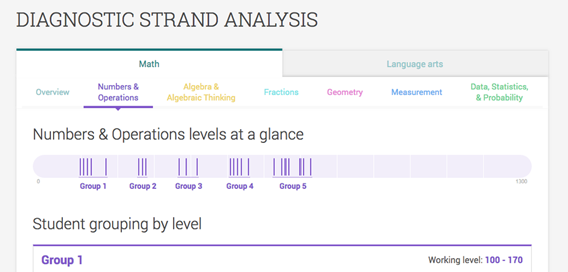 DIAGNOSTIC STRAND ANALYSIS
Math
Language arts
Overview
Numbers &
Operations
Algebra &
Algebraic Thinking
Fractions
Geometry
Measurement
Data, Statistics,
& Probability
Numbers & Operations levels at a glance
0
1300
Group 1
Group 2
Group 3
Group 4
Group 5
Student grouping by level
Group 1
Working level: 100 - 170